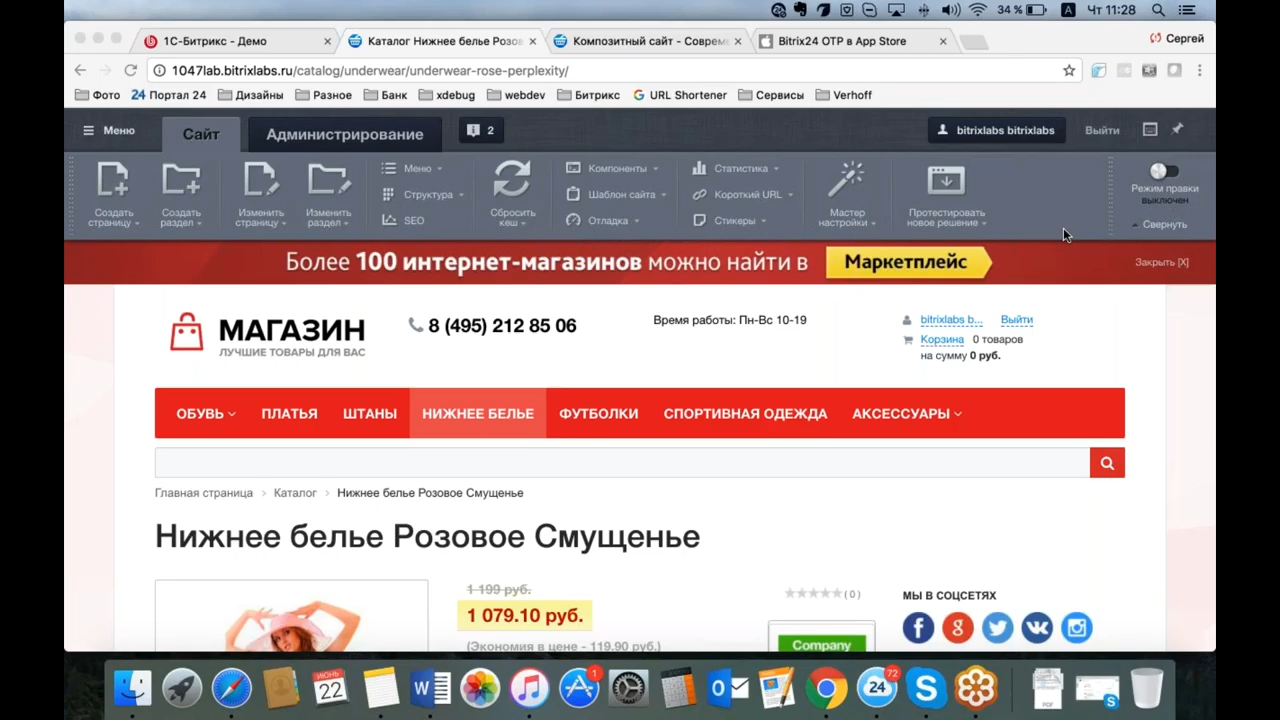 34 %
A
Чт 11:28
1С-Битрикс - Демо
Каталог Нижнее белье Розов
Композитный сайт - Соврем
Bitrix24 OTP в App Store
Сергей
1047lab.bitrixlabs.ru/catalog/underwear/underwear-rose-perplexity/
Фото
24 Портал 24
Дизайны
Разное
Банк
xdebug
webdev
Битрикс
URL Shortener
Сервисы
Verhoff
Меню
Сайт
Администрирование
2
bitrixlabs bitrixlabs
Выйти
Создать страницу
Создать раздел
Изменить страницу
Изменить раздел
Меню
Структура
SEO
Сбросить кеш
Компоненты
Шаблон сайта
Отладка
Статистика
Короткий URL
Стикеры
Мастер настройки
Протестировать новое решение
Режим правки
выключен
Свернуть
Более 100 интернет-магазинов можно найти в Маркетплейс
Закрыть [X]
МАГАЗИН
ЛУЧШИЕ ТОВАРЫ ДЛЯ ВАС
8 (495) 212 85 06
Время работы: Пн-Вс 10-19
bitrixlabs b... Выйти
Корзина 0 товаров
на сумму 0 руб.
ОБУВЬ ПЛАТЬЯ ШТАНЫ НИЖНЕЕ БЕЛЬЕ ФУТБОЛКИ СПОРТИВНАЯ ОДЕЖДА АКСЕССУАРЫ
Главная страница > Каталог > Нижнее белье Розовое Смущенье
Нижнее белье Розовое Смущенье
1 199 руб.
1 079.10 руб.
(Экономия в цене - 119.90 руб.)
(0)
Company
МЫ В СОЦСЕТЯХ
ИЮНЬ
22
1
24
72
PDF